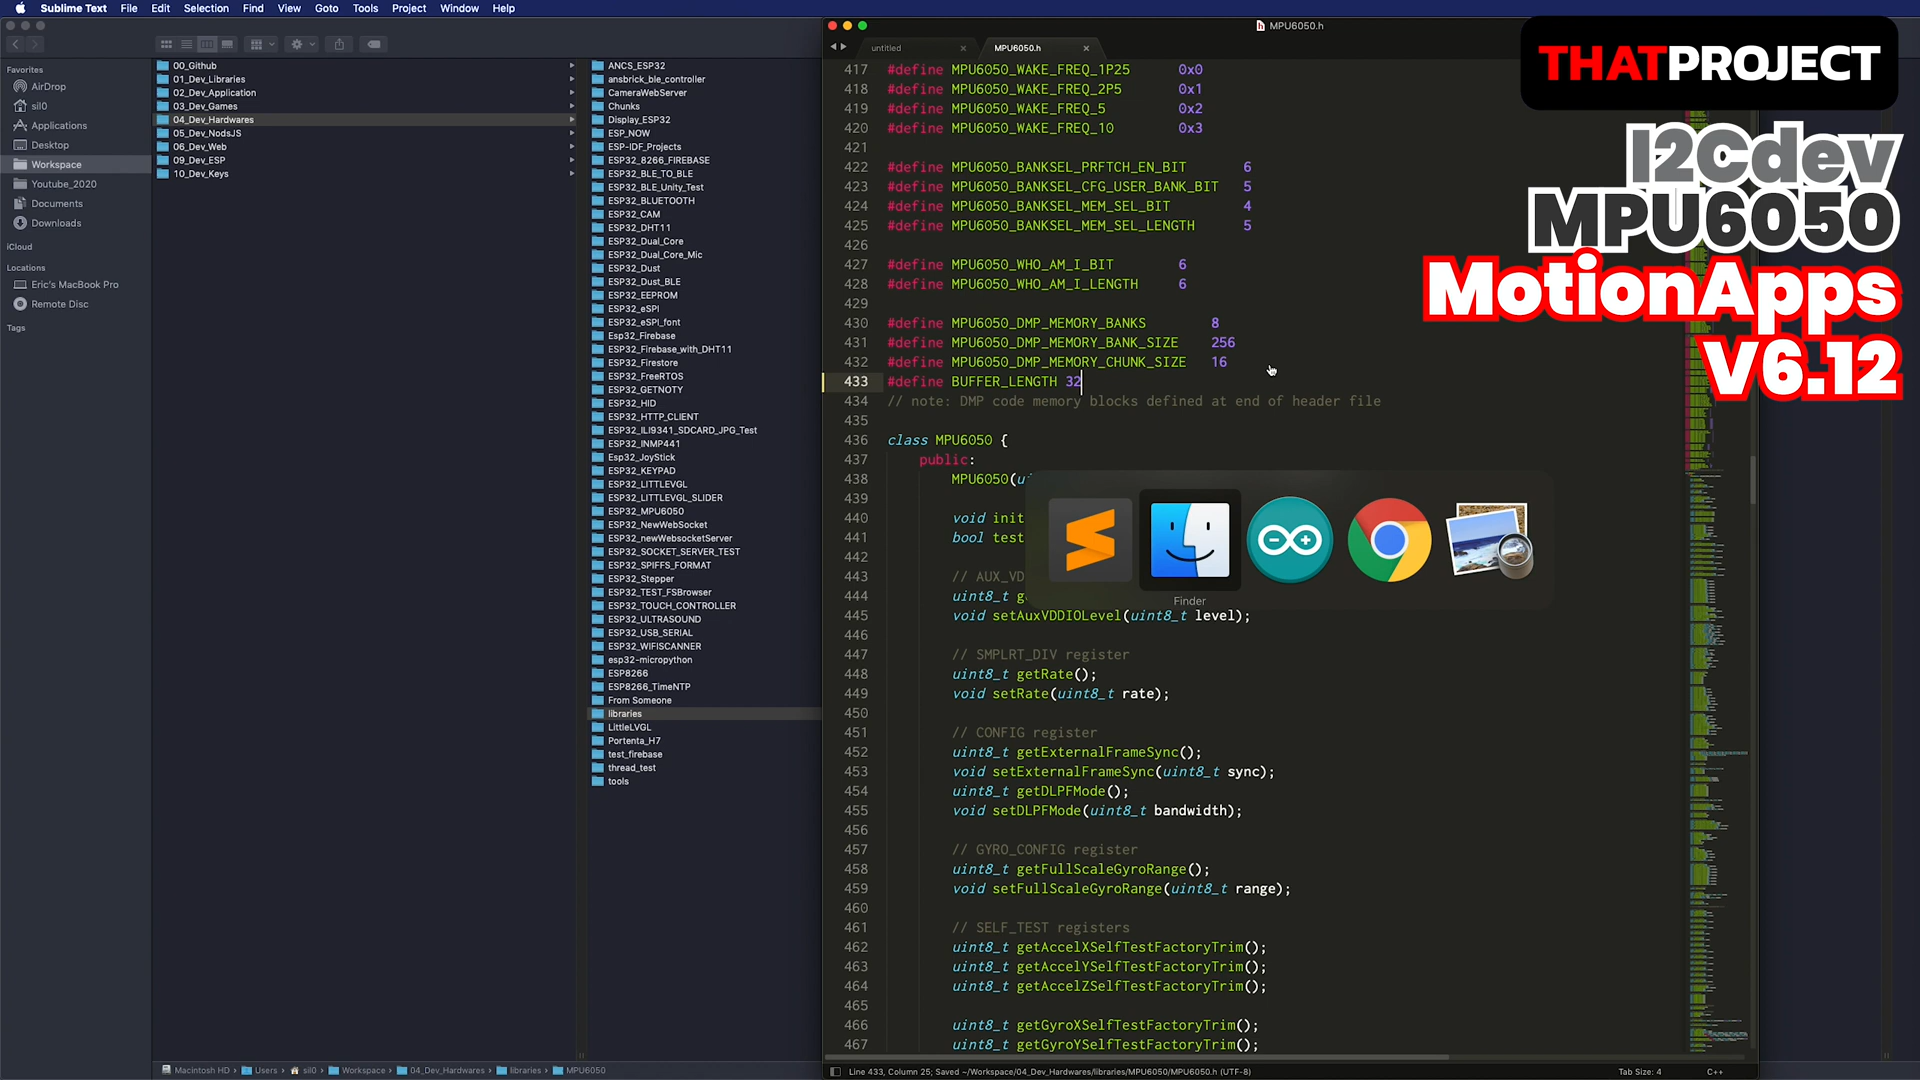 Sublime Text File Edit Selection Find View Goto Tools Project Window Help
MPU6050.h
untitled
MPU6050.h
THATPROJECT
I2Cdev
MPU6050
MotionApps
V6.12
Favorites
AirDrop
sil0
Applications
Desktop
Workspace
Youtube_2020
Documents
Downloads
iCloud
Locations
Eric's MacBook Pro
Remote Disc
Tags
00_Github
01_Dev_Libraries
02_Dev_Application
03_Dev_Games
04_Dev_Hardwares
05_Dev_NodsJS
06_Dev_Web
09_Dev_ESP
10_Dev_Keys
ANCS_ESP32
ansbrick_ble_controller
CameraWebServer
Chunks
Display_ESP32
ESP_NOW
ESP-IDF_Projects
ESP32_8266_FIREBASE
ESP32_BLE_TO_BLE
ESP32_BLE_Unity_Test
ESP32_BLUETOOTH
ESP32_CAM
ESP32_DHT11
ESP32_Dual_Core
ESP32_Dual_Core_Mic
ESP32_Dust
ESP32_Dust_BLE
ESP32_EEPROM
ESP32_eSPI
ESP32_eSPI_font
Esp32_Firebase
ESP32_Firebase_with_DHT11
ESP32_Firestore
ESP32_FreeRTOS
ESP32_GETNOTY
ESP32_HID
ESP32_HTTP_CLIENT
ESP32_ILI9341_SDCARD_JPG_Test
ESP32_INMP441
Esp32_JoyStick
ESP32_KEYPAD
ESP32_LITTLEVGL
ESP32_LITTLEVGL_SLIDER
ESP32_MPU6050
ESP32_NewWebSocket
ESP32_newWebsocketServer
ESP32_SOCKET_SERVER_TEST
ESP32_SPIFFS_FORMAT
ESP32_Stepper
ESP32_TEST_FSBrowser
ESP32_TOUCH_CONTROLLER
ESP32_ULTRASOUND
ESP32_USB_SERIAL
ESP32_WIFISCANNER
esp32-micropython
ESP8266
ESP8266_TimeNTP
From Someone
libraries
LittleLVGL
Portenta_H7
test_firebase
thread_test
tools
417 #define MPU6050_WAKE_FREQ_1P25 0x0
418 #define MPU6050_WAKE_FREQ_2P5 0x1
419 #define MPU6050_WAKE_FREQ_5 0x2
420 #define MPU6050_WAKE_FREQ_10 0x3
421
422 #define MPU6050_BANKSEL_PRFTCH_EN_BIT 6
423 #define MPU6050_BANKSEL_CFG_USER_BANK_BIT 5
424 #define MPU6050_BANKSEL_MEM_SEL_BIT 4
425 #define MPU6050_BANKSEL_MEM_SEL_LENGTH 5
426
427 #define MPU6050_WHO_AM_I_BIT 6
428 #define MPU6050_WHO_AM_I_LENGTH 6
429
430 #define MPU6050_DMP_MEMORY_BANKS 8
431 #define MPU6050_DMP_MEMORY_BANK_SIZE 256
432 #define MPU6050_DMP_MEMORY_CHUNK_SIZE 16
433 #define BUFFER_LENGTH 32
434 // note: DMP code memory blocks defined at end of header file
435
436 class MPU6050 {
437 public:
438 MPU6050(ui
439
440 void init
441 bool test
442
443 // AUX_VD
444 uint8_t g
445 void setAuxVDDIOLevel(uint8_t level);
446
447 // SMPLRT_DIV register
448 uint8_t getRate();
449 void setRate(uint8_t rate);
450
451 // CONFIG register
452 uint8_t getExternalFrameSync();
453 void setExternalFrameSync(uint8_t sync);
454 uint8_t getDLPFMode();
455 void setDLPFMode(uint8_t bandwidth);
456
457 // GYRO_CONFIG register
458 uint8_t getFullScaleGyroRange();
459 void setFullScaleGyroRange(uint8_t range);
460
461 // SELF_TEST registers
462 uint8_t getAccelXSelfTestFactoryTrim();
463 uint8_t getAccelYSelfTestFactoryTrim();
464 uint8_t getAccelZSelfTestFactoryTrim();
465
466 uint8_t getGyroXSelfTestFactoryTrim();
467 uint8_t getGyroYSelfTestFactoryTrim();
Finder
Macintosh HD Users sil0 Workspace 04_Dev_Hardwares libraries MPU6050
Line 433, Column 25; Saved ~/Workspace/04_Dev_Hardwares/libraries/MPU6050/MPU6050.h (UTF-8) Tab Size: 4 C++